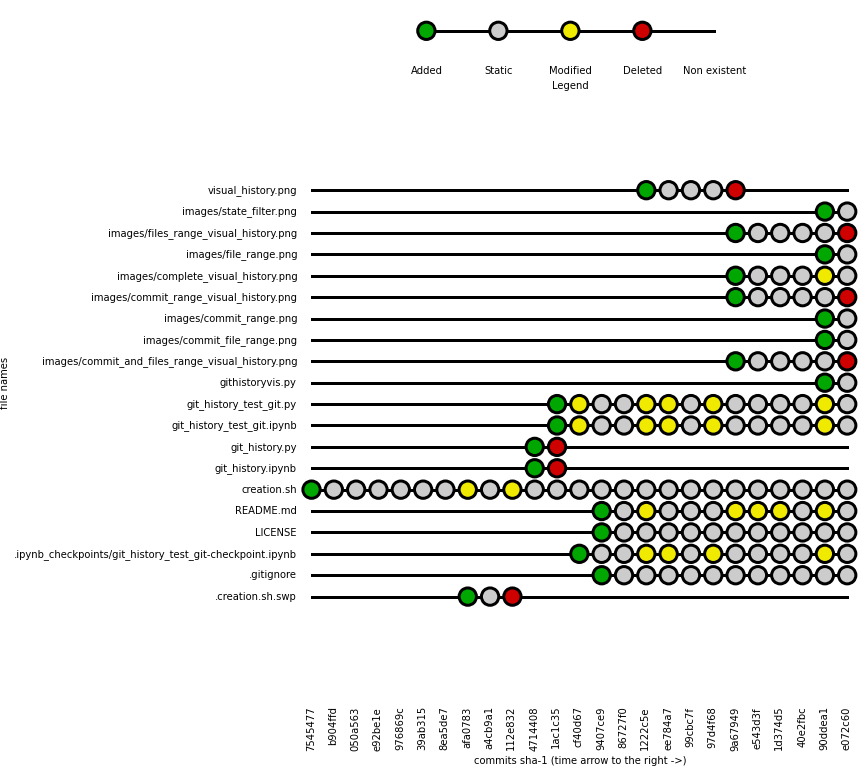 Added Static Modified Deleted Non existent
Legend
visual_history.png
images/state_filter.png
images/files_range_visual_history.png
images/file_range.png
images/complete_visual_history.png
images/commit_range_visual_history.png
images/commit_range.png
images/commit_file_range.png
images/commit_and_files_range_visual_history.png
githistoryvis.py
git_history_test_git.py
git_history_test_git.ipynb
git_history.py
git_history.ipynb
creation.sh
README.md
LICENSE
.ipynb_checkpoints/git_history_test_git-checkpoint.ipynb
.gitignore
.creation.sh.swp
file names
7545477
b904ffd
050a563
e92be1e
976869c
39ab315
8ea5de7
afa0783
a4cb9a1
112e832
4714408
1ac1c35
cf40d67
9407ce9
86727f0
1222c5e
ee784a7
99cbc7f
97d4f68
9a67949
e543d3f
1d374d5
40e2fbc
90ddea1
e072c60
commits sha-1 (time arrow to the right ->)